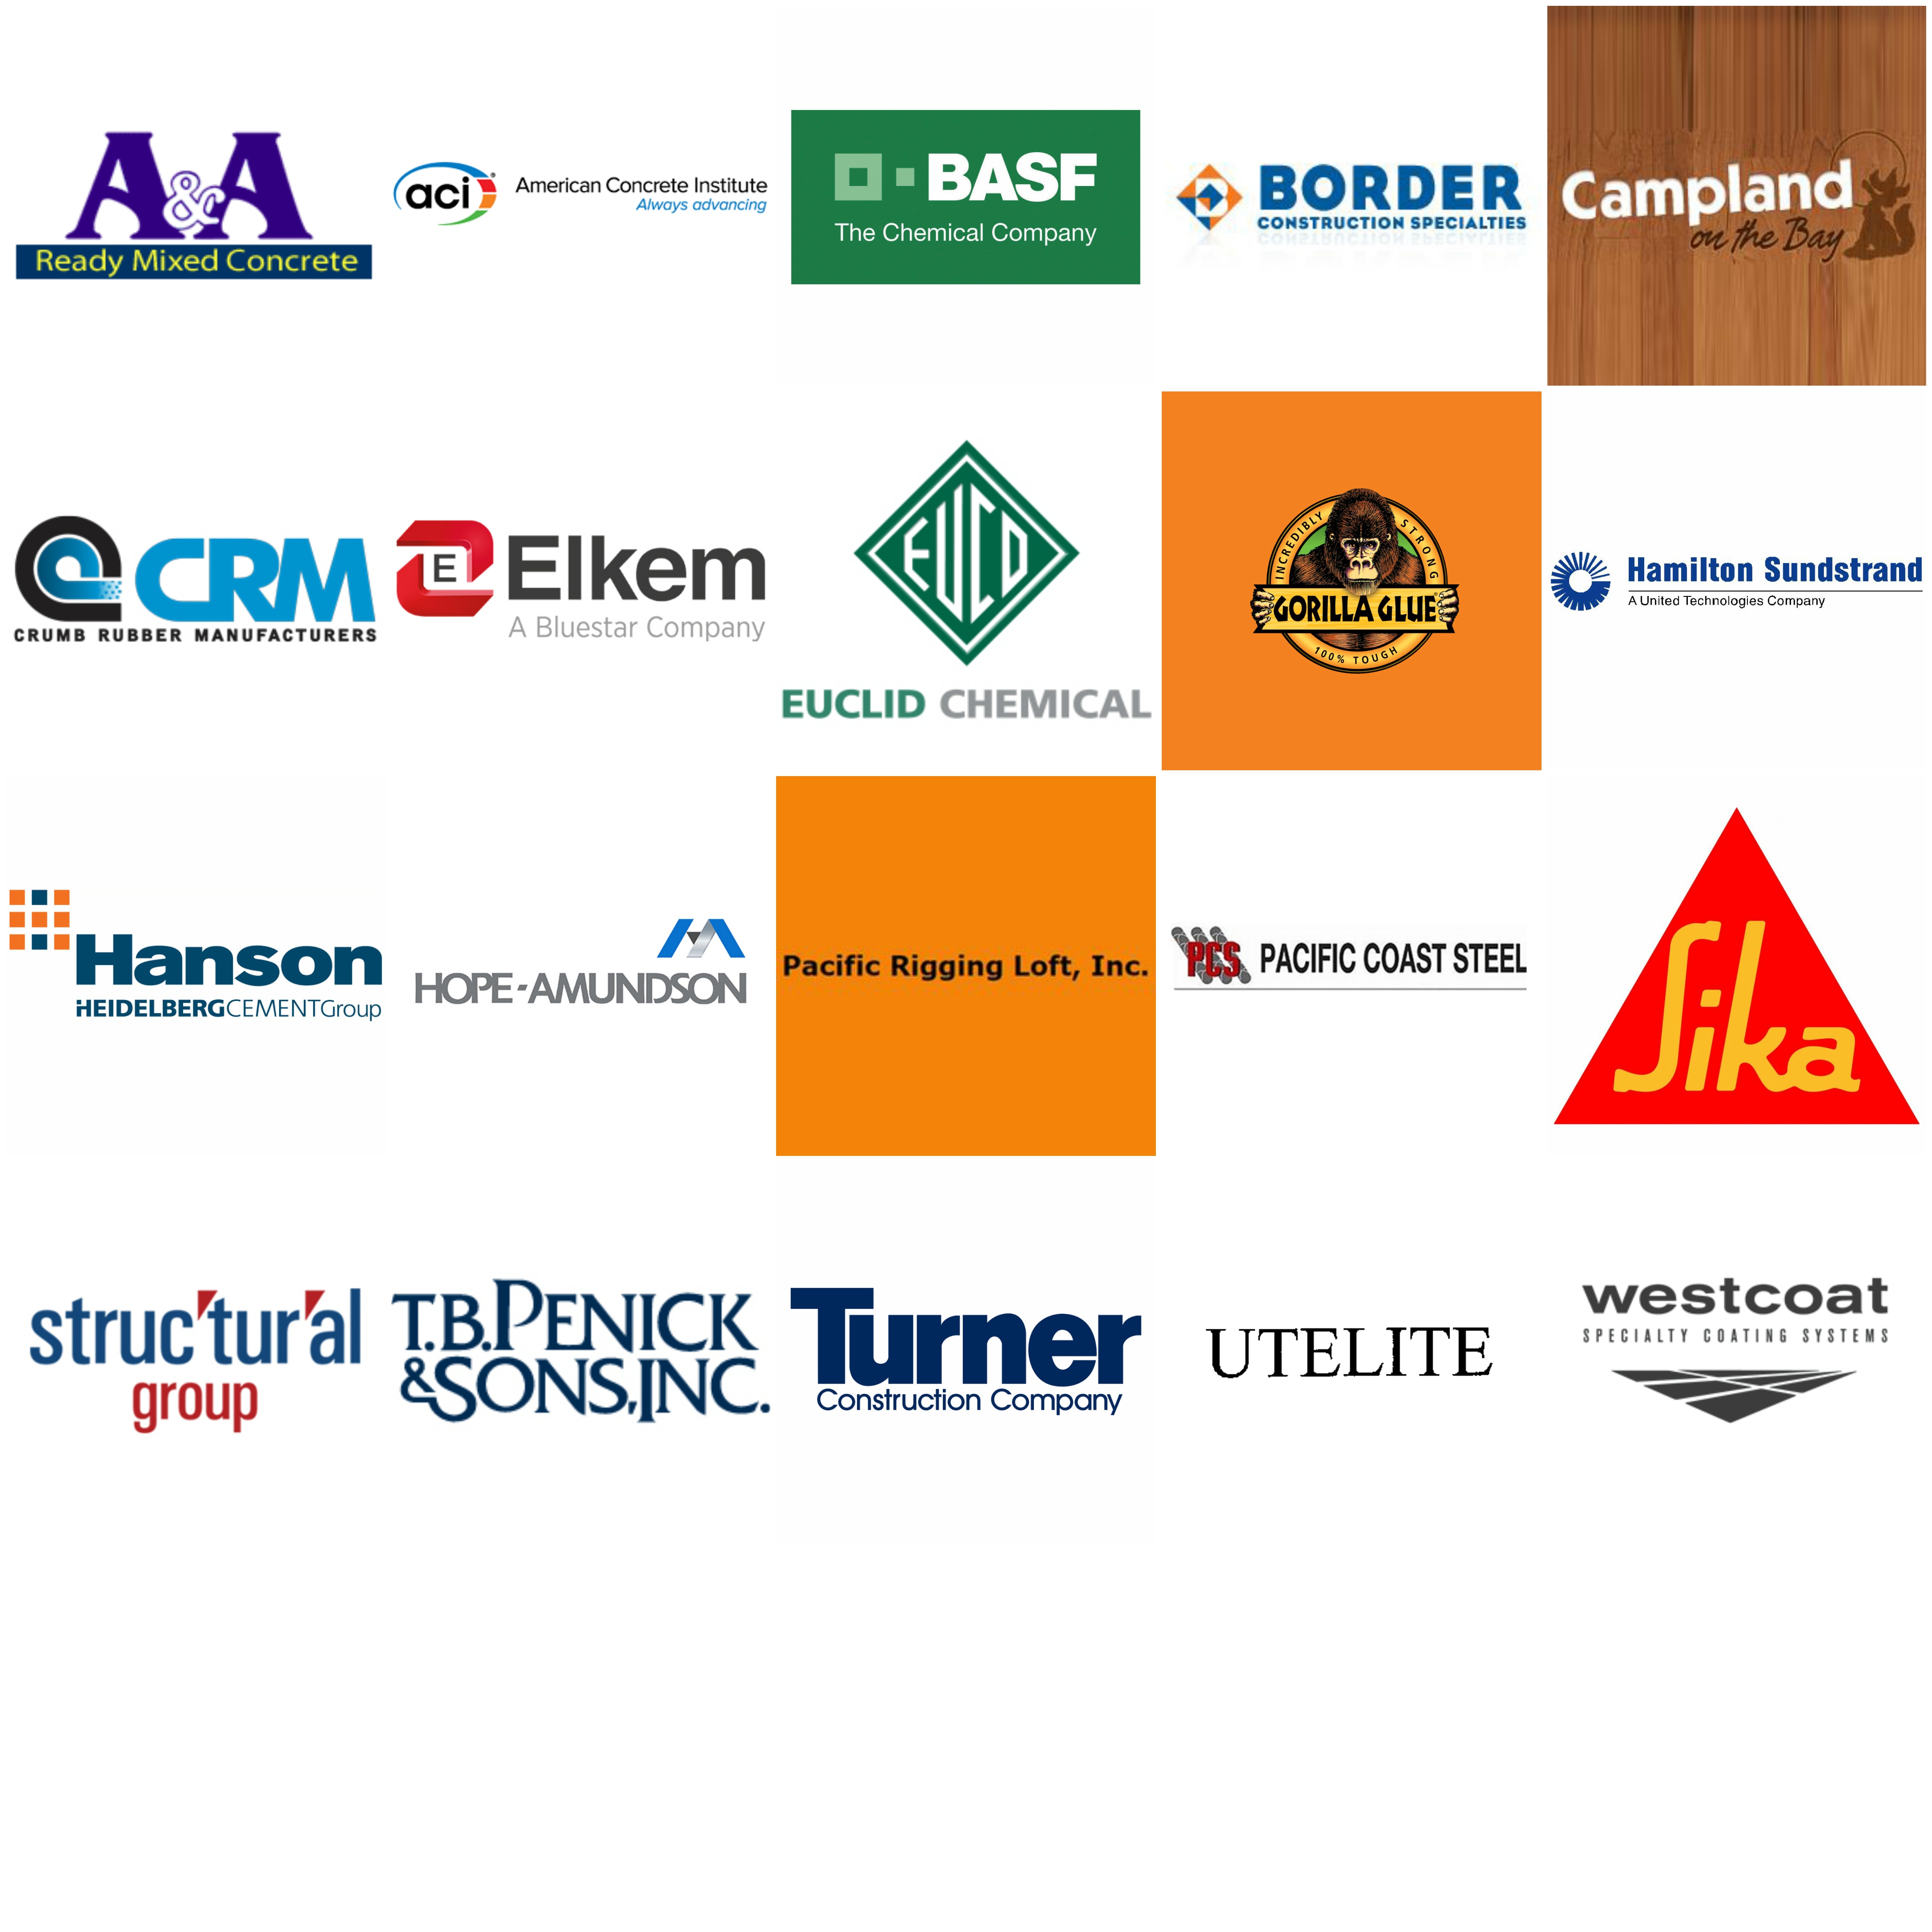 A&A
Ready Mixed Concrete
aci
American Concrete Institute
Always advancing
BASF
The Chemical Company
BORDER
CONSTRUCTION SPECIALTIES
Campland
on the Bay
CRM
CRUMB RUBBER MANUFACTURERS
E
Elkem
A Bluestar Company
EUCO
EUCLID CHEMICAL
INCREDIBLY STRONG
GORILLA GLUE
100% TOUGH
Hamilton Sundstrand
A United Technologies Company
Hanson
HEIDELBERGCEMENTGroup
HOPE-AMUNDSON
Pacific Rigging Loft, Inc.
PCS
PACIFIC COAST STEEL
Sika
struc'tur'al
group
T.B.PENICK
&SONS,INC.
Turner
Construction Company
UTELITE
westcoat
SPECIALTY COATING SYSTEMS